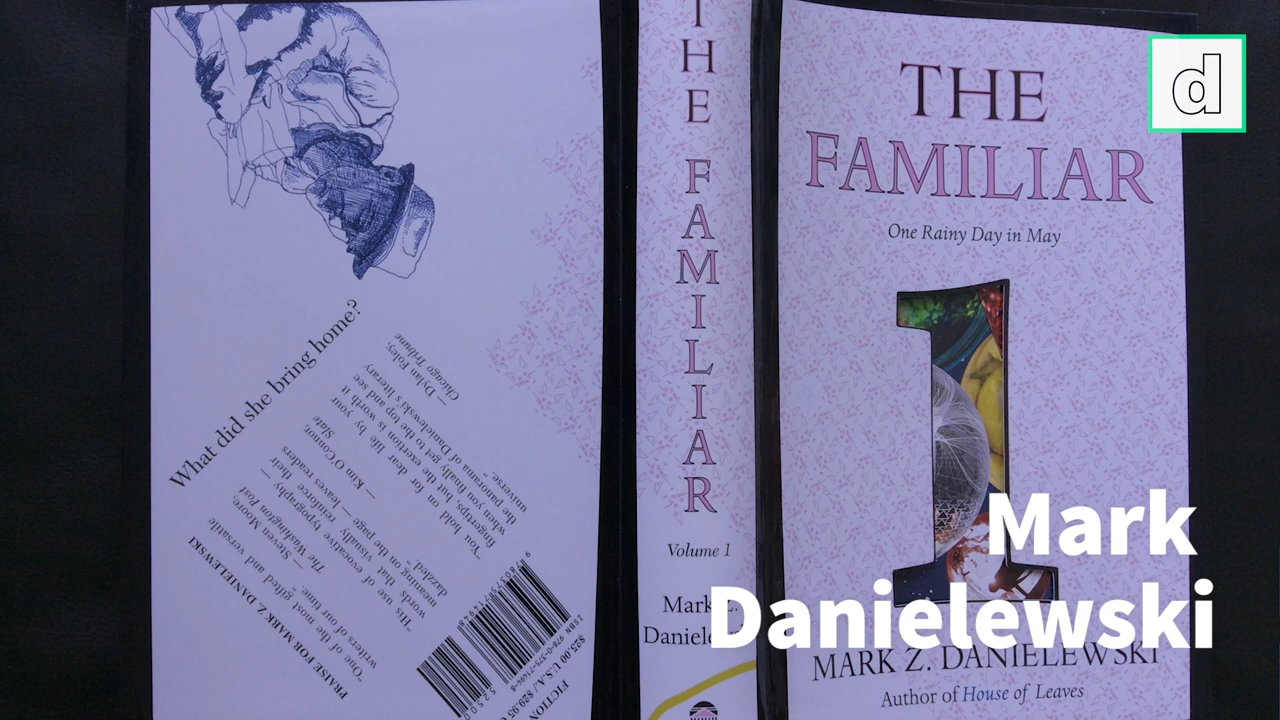 What did she bring home?
PRAISE FOR MARK Z. DANIELEWSKI
"One of the most gifted and versatile
writers of our time."
— Steven Moore,
The Washington Post
"His use of evocative typography
words that visually reinforce their
meaning on the page — leaves readers
dazzled."
— Kim O'Connor,
Slate
"You hold on for dear life by your
fingertips, but the exertion is worth it
when you finally get to the top and see
the panorama of Danielewski's literary
universe."
— Dylan Foley,
Chicago Tribune
FICTION
THE FAMILIAR
Volume 1
Mark Z.
THE
FAMILIAR
One Rainy Day in May
1
MARK Z. DANIELEWSKI
Author of House of Leaves
d
Mark
Danielewski